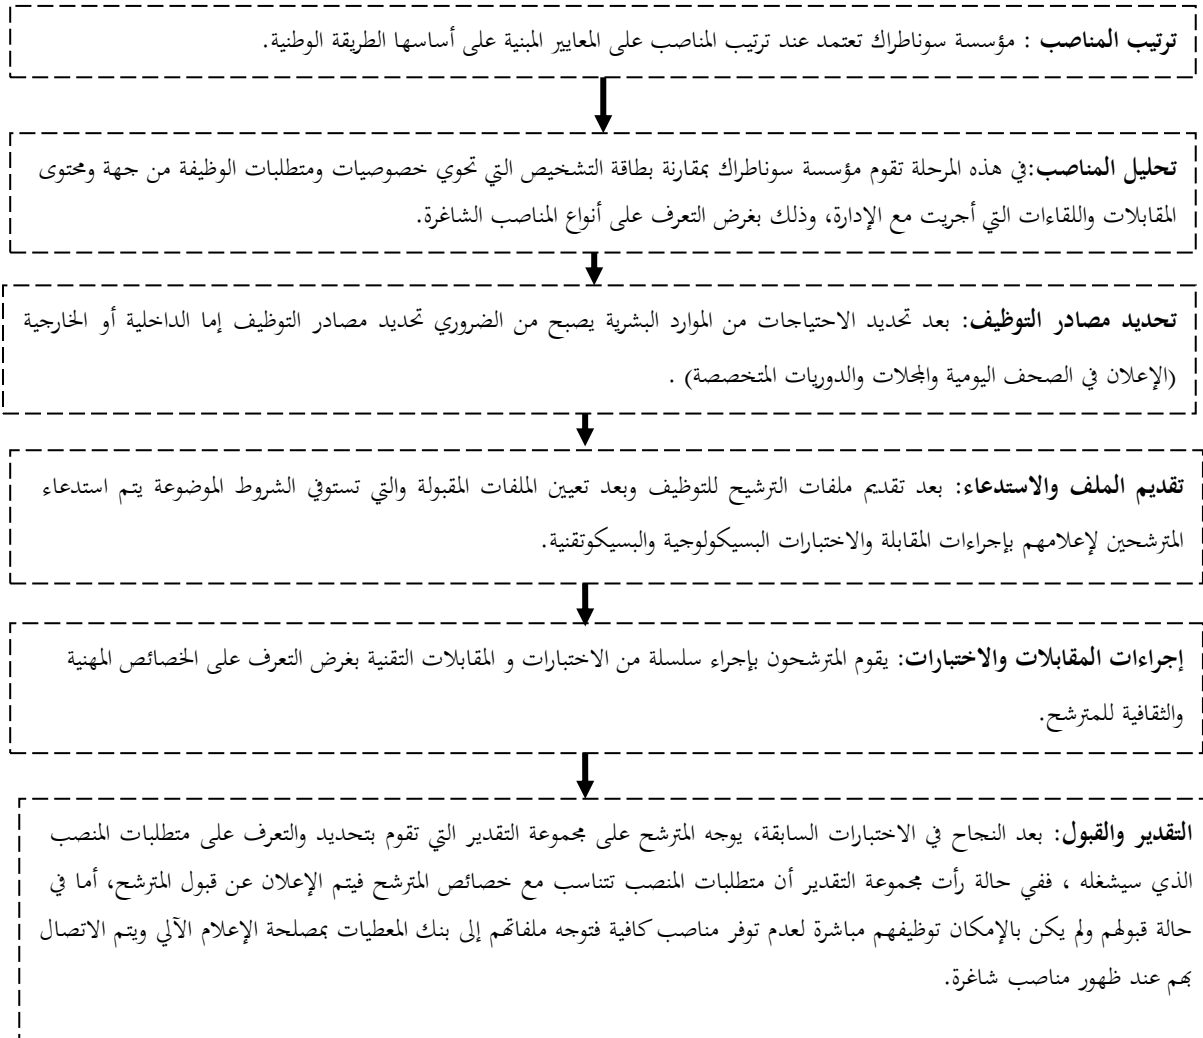 ترتيب المناصب : مؤسسة سوناطراك تعتمد عند ترتيب المناصب على المعايير المبنية على أساسها الطريقة الوطنية.
تحليل المناصب:في هذه المرحلة تقوم مؤسسة سوناطراك بمقارنة بطاقة التشخيص التي تحوي خصوصيات ومتطلبات الوظيفة من جهة ومحتوى
المقابلات واللقاءات التي أجريت مع الإدارة، وذلك بغرض التعرف على أنواع المناصب الشاغرة.
تحديد مصادر التوظيف: بعد تحديد الاحتياجات من الموارد البشرية يصبح من الضروري تحديد مصادر التوظيف إما الداخلية أو الخارجية
(الإعلان في الصحف اليومية والمجلات والدوريات المتخصصة) .
تقديم الملف والاستدعاء: بعد تقديم ملفات الترشيح للتوظيف وبعد تعيين الملفات المقبولة والتي تستوفي الشروط الموضوعة يتم استدعاء
المترشحين لإعلامهم بإجراءات المقابلة والاختبارات البسيكولوجية والبسيكوتقنية.
إجراءات المقابلات والاختبارات: يقوم المترشحون بإجراء سلسلة من الاختبارات و المقابلات التقنية بغرض التعرف على الخصائص المهنية
والثقافية للمترشح.
التقدير والقبول: بعد النجاح في الاختبارات السابقة، يوجه المترشح على مجموعة التقدير التي تقوم بتحديد والتعرف على متطلبات المنصب
الذي سيشغله ، ففي حالة رأت مجموعة التقدير أن متطلبات المنصب تتناسب مع خصائص المترشح فيتم الإعلان عن قبول المترشح، أما في
حالة قبولهم ولم يكن بالإمكان توظيفهم مباشرة لعدم توفر مناصب كافية فتوجه ملفاتهم إلى بنك المعطيات بمصلحة الإعلام الآلي ويتم الاتصال
بهم عند ظهور مناصب شاغرة.